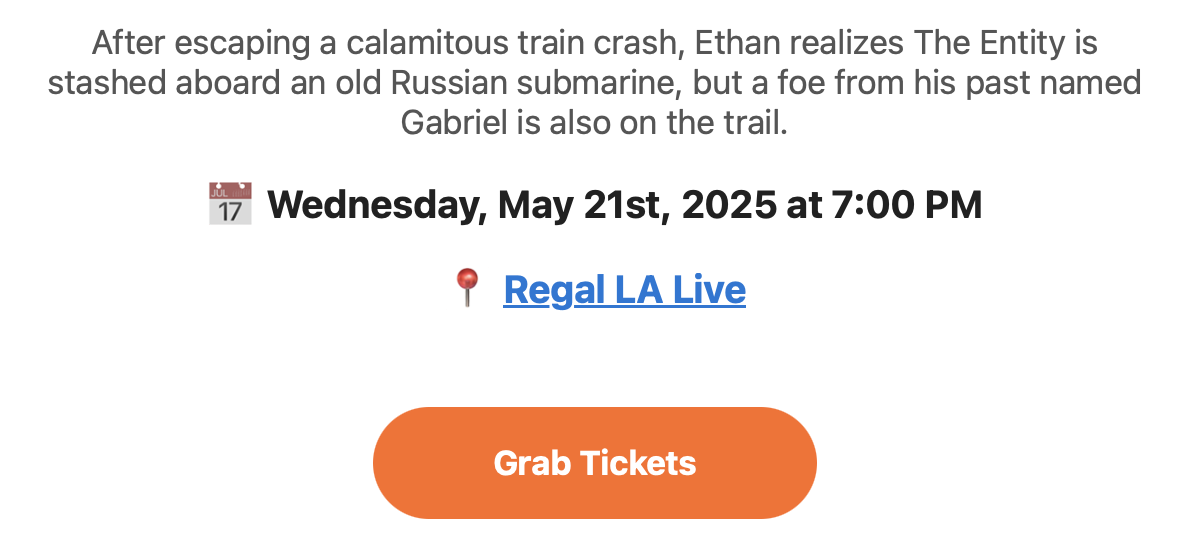 After escaping a calamitous train crash, Ethan realizes The Entity is
stashed aboard an old Russian submarine, but a foe from his past named
Gabriel is also on the trail.
JUL
17
Wednesday, May 21st, 2025 at 7:00 PM
Regal LA Live
Grab Tickets